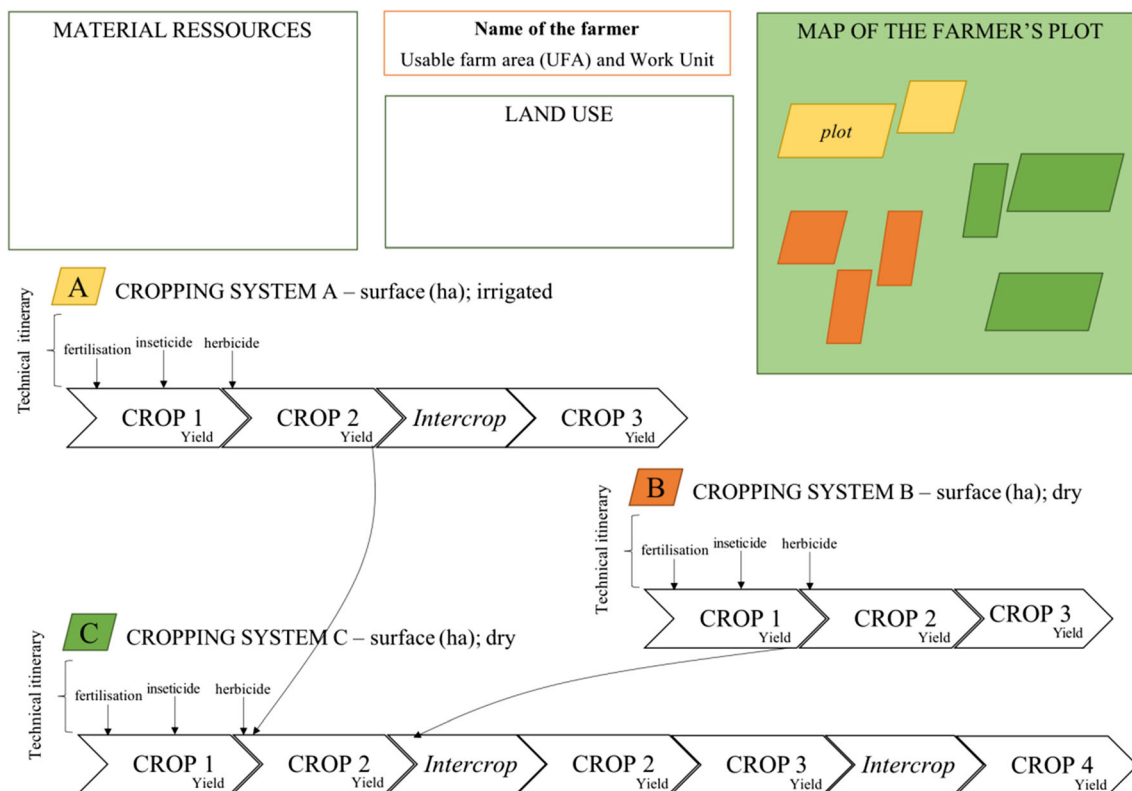 MATERIAL RESSOURCES
Name of the farmer
Usable farm area (UFA) and Work Unit
LAND USE
MAP OF THE FARMER'S PLOT
plot
A
CROPPING SYSTEM A – surface (ha); irrigated
Technical itinerary
fertilisation
inseticide
herbicide
CROP 1
Yield
CROP 2
Yield
Intercrop
CROP 3
Yield
B
CROPPING SYSTEM B – surface (ha); dry
Technical itinerary
fertilisation
inseticide
herbicide
CROP 1
Yield
CROP 2
Yield
CROP 3
Yield
C
CROPPING SYSTEM C – surface (ha); dry
Technical itinerary
fertilisation
inseticide
herbicide
CROP 1
Yield
CROP 2
Yield
Intercrop
CROP 2
Yield
CROP 3
Yield
Intercrop
CROP 4
Yield